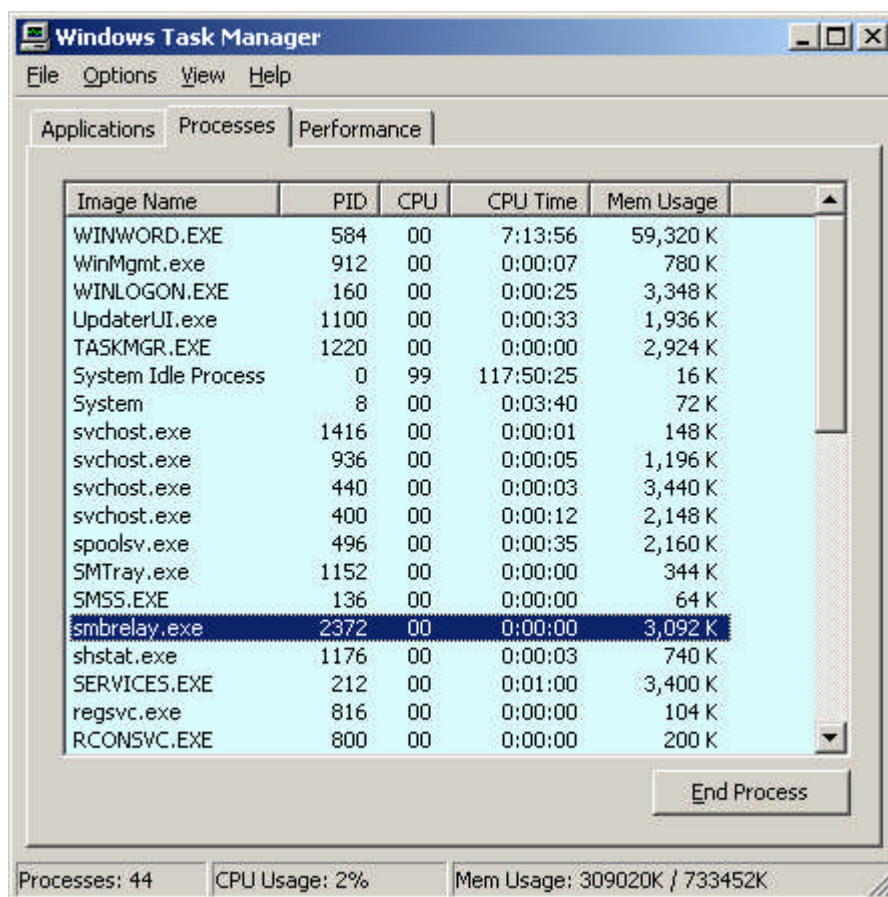 Windows Task Manager
File Options View Help
Applications Processes Performance
Image Name PID CPU CPU Time Mem Usage
WINWORD.EXE 584 00 7:13:56 59,320 K
WinMgmt.exe 912 00 0:00:07 780 K
WINLOGON.EXE 160 00 0:00:25 3,348 K
UpdaterUI.exe 1100 00 0:00:33 1,936 K
TASKMGR.EXE 1220 00 0:00:00 2,924 K
System Idle Process 0 99 117:50:25 16 K
System 8 00 0:03:40 72 K
svchost.exe 1416 00 0:00:01 148 K
svchost.exe 936 00 0:00:05 1,196 K
svchost.exe 440 00 0:00:03 3,440 K
svchost.exe 400 00 0:00:12 2,148 K
spoolsv.exe 496 00 0:00:35 2,160 K
SMTray.exe 1152 00 0:00:00 344 K
SMSS.EXE 136 00 0:00:00 64 K
smbrelay.exe 2372 00 0:00:00 3,092 K
shstat.exe 1176 00 0:00:03 740 K
SERVICES.EXE 212 00 0:01:00 3,400 K
regsvc.exe 816 00 0:00:00 104 K
RCONSVC.EXE 800 00 0:00:00 200 K
End Process
Processes: 44 CPU Usage: 2% Mem Usage: 309020K / 733452K